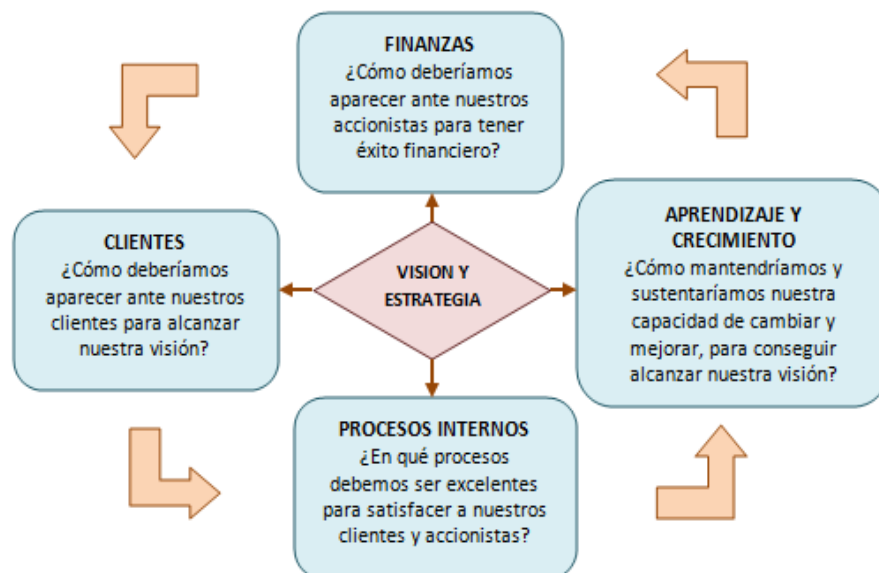 FINANZAS
¿Cómo deberíamos
aparecer ante nuestros
accionistas para tener
éxito financiero?
CLIENTES
¿Cómo deberíamos
aparecer ante nuestros
clientes para alcanzar
nuestra visión?
VISION Y
ESTRATEGIA
APRENDIZAJE Y
CRECIMIENTO
¿Cómo mantendríamos y
sustentaríamos nuestra
capacidad de cambiar y
mejorar, para conseguir
alcanzar nuestra visión?
PROCESOS INTERNOS
¿En qué procesos
debemos ser excelentes
para satisfacer a nuestros
clientes y accionistas?